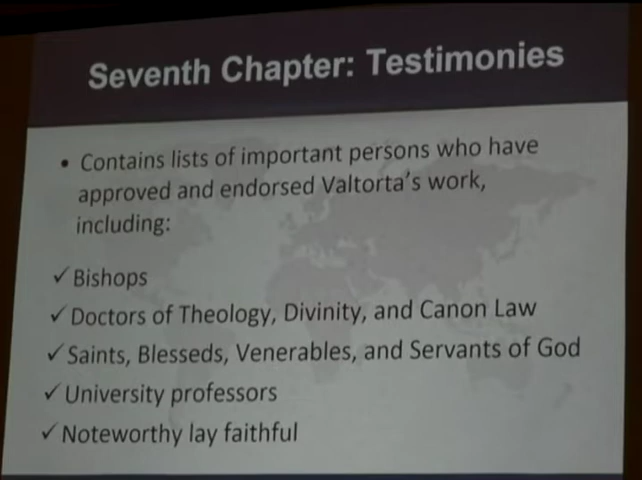 Seventh Chapter: Testimonies
• Contains lists of important persons who have
approved and endorsed Valtorta's work,
including:
✓ Bishops
✓ Doctors of Theology, Divinity, and Canon Law
✓ Saints, Blesseds, Venerables, and Servants of God
✓ University professors
✓ Noteworthy lay faithful